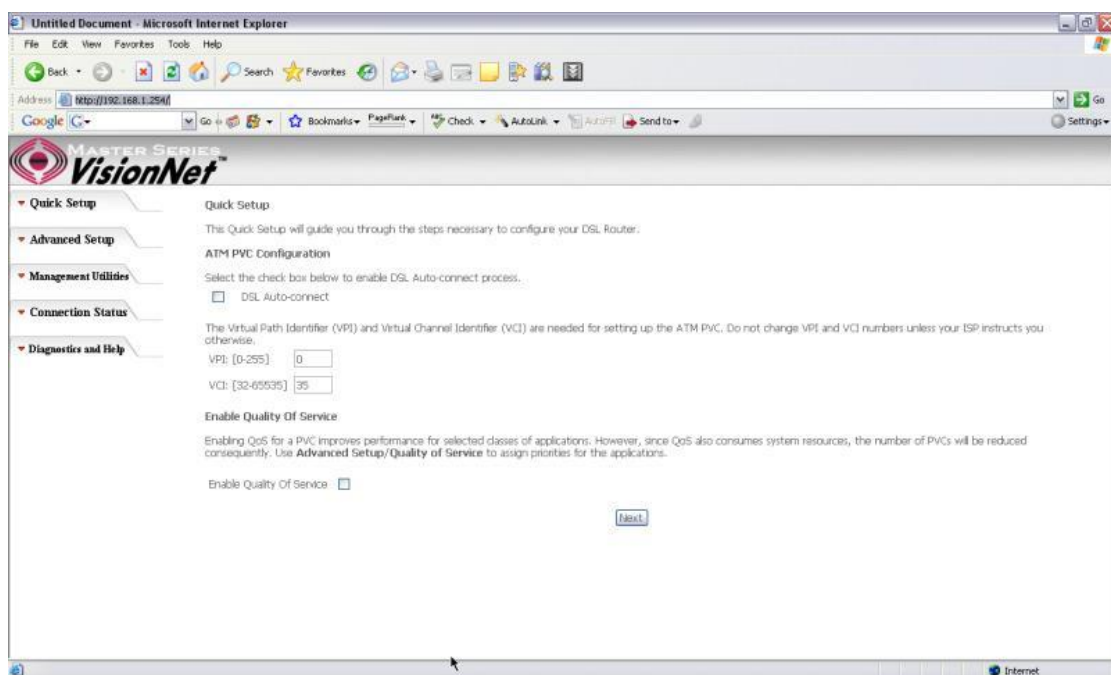 Untitled Document - Microsoft Internet Explorer
File Edit View Favorites Tools Help
Back Search Favorites
Address http://192.168.1.254/ Go
Google G Go Bookmarks PageRank Check AutoLink AutoFill Send to Settings
MASTER SERIES
VisionNet™
Quick Setup
Advanced Setup
Management Utilities
Connection Status
Diagnostics and Help
Quick Setup
This Quick Setup will guide you through the steps necessary to configure your DSL Router.
ATM PVC Configuration
Select the check box below to enable DSL Auto-connect process.
DSL Auto-connect
The Virtual Path Identifier (VPI) and Virtual Channel Identifier (VCI) are needed for setting up the ATM PVC. Do not change VPI and VCI numbers unless your ISP instructs you
otherwise.
VPI: [0-255] 0
VCI: [32-65535] 35
Enable Quality Of Service
Enabling QoS for a PVC improves performance for selected classes of applications. However, since QoS also consumes system resources, the number of PVCs will be reduced
consequently. Use Advanced Setup/Quality of Service to assign priorities for the applications.
Enable Quality Of Service
Next
Internet